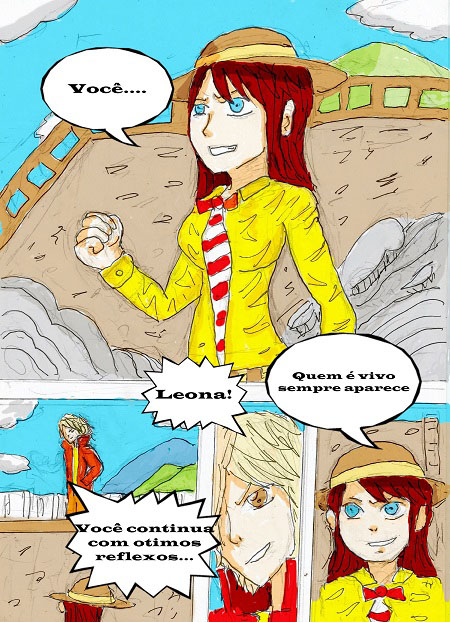 Você....
Você continua
com otimos
reflexos...
Leona!
Quem é vivo
sempre aparece